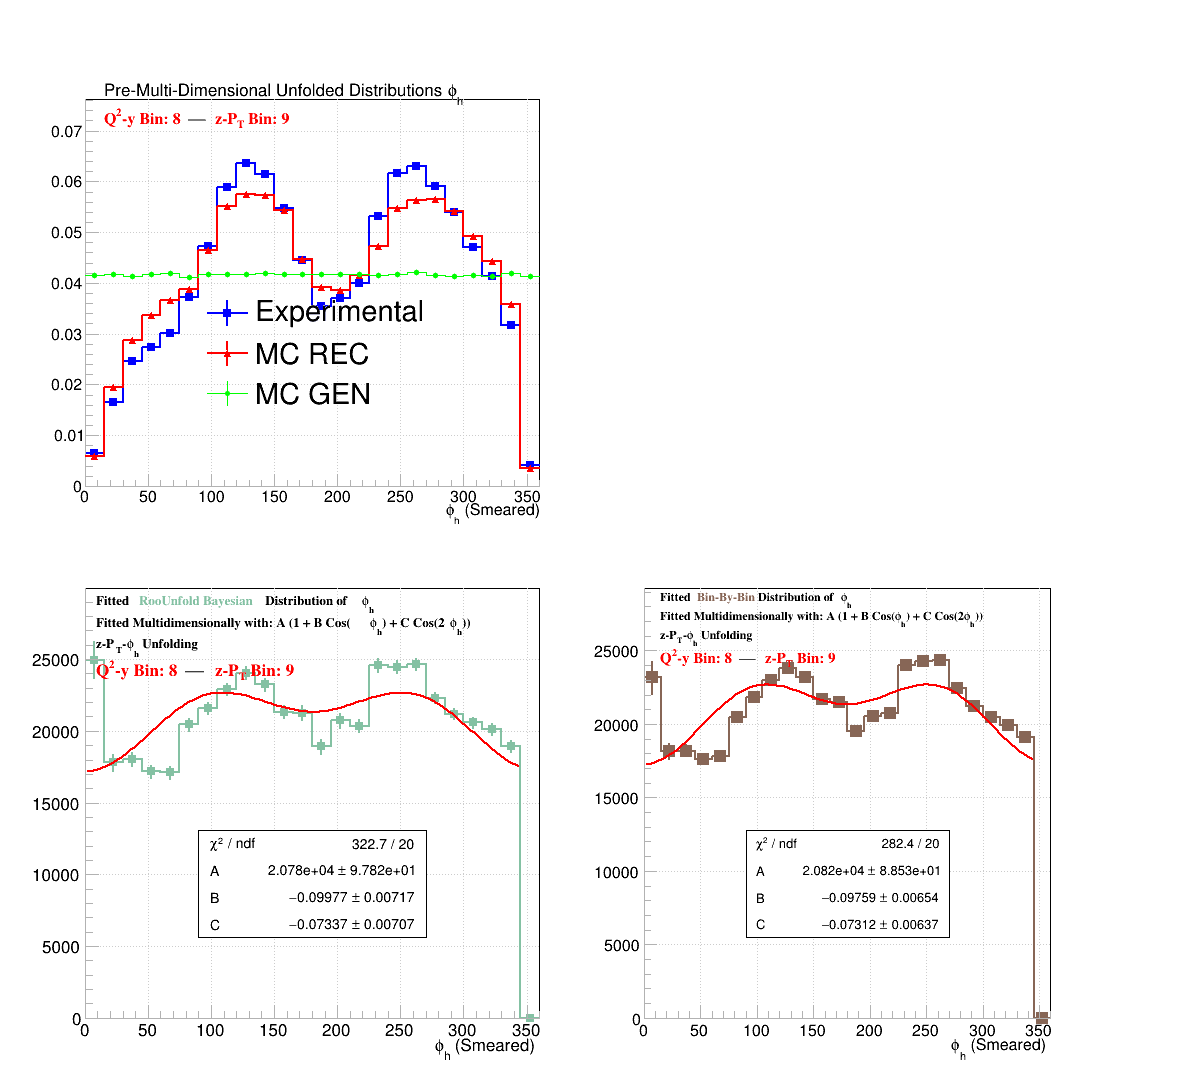 Pre-Multi-Dimensional Unfolded Distributions ϕh
Q²-y Bin: 8 — z-PT Bin: 9
0.07
0.06
0.05
0.04
0.03
0.02
0.01
0
Experimental
MC REC
MC GEN
0 50 100 150 200 250 300 350
ϕh (Smeared)
Fitted RooUnfold Bayesian Distribution of ϕh
Fitted Multidimensionally with: A (1 + B Cos( ϕh) + C Cos(2 ϕh))
z-PT-ϕh Unfolding
Q²-y Bin: 8 — z-PT Bin: 9
25000
20000
15000
10000
5000
0
χ² / ndf 322.7 / 20
A 2.078e+04 ± 9.782e+01
B −0.09977 ± 0.00717
C −0.07337 ± 0.00707
0 50 100 150 200 250 300 350
ϕh (Smeared)
Fitted Bin-By-Bin Distribution of ϕh
Fitted Multidimensionally with: A (1 + B Cos(ϕh) + C Cos(2ϕh))
z-PT-ϕh Unfolding
Q²-y Bin: 8 — z-PT Bin: 9
25000
20000
15000
10000
5000
0
χ² / ndf 282.4 / 20
A 2.082e+04 ± 8.853e+01
B −0.09759 ± 0.00654
C −0.07312 ± 0.00637
0 50 100 150 200 250 300 350
ϕh (Smeared)